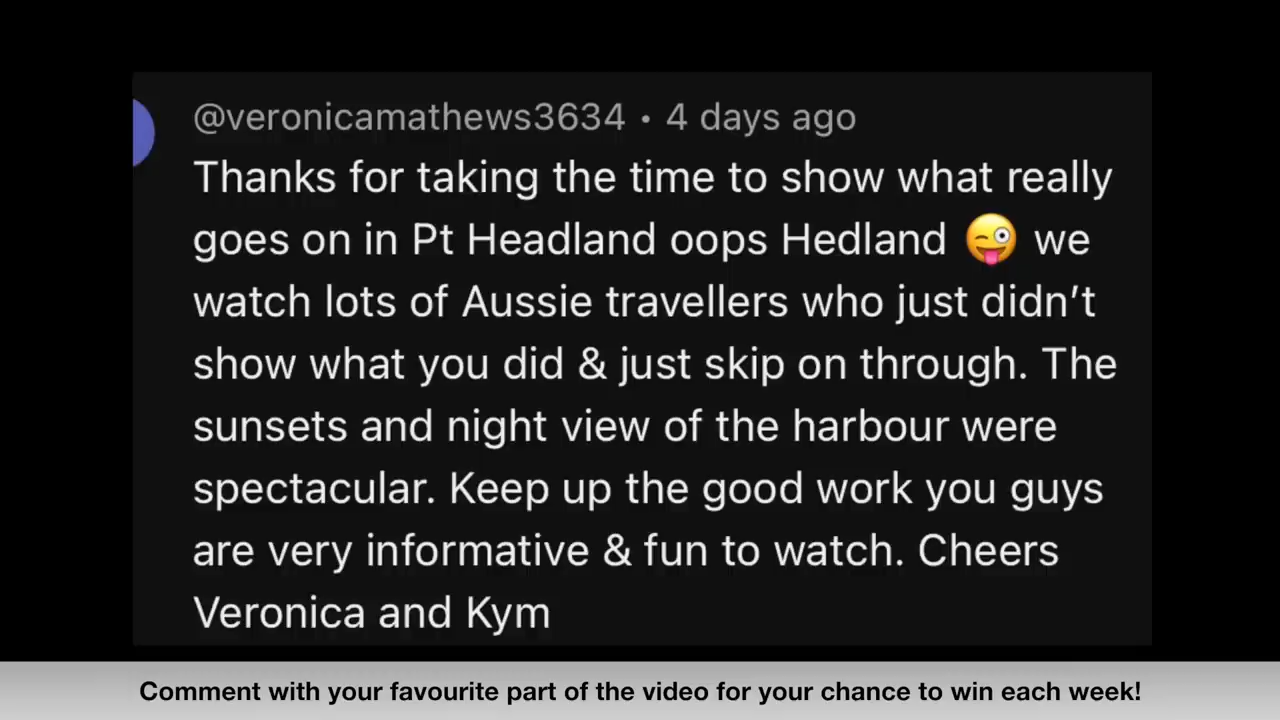 @veronicamathews3634 • 4 days ago
Thanks for taking the time to show what really
goes on in Pt Headland oops Hedland 😜 we
watch lots of Aussie travellers who just didn’t
show what you did & just skip on through. The
sunsets and night view of the harbour were
spectacular. Keep up the good work you guys
are very informative & fun to watch. Cheers
Veronica and Kym
Comment with your favourite part of the video for your chance to win each week!